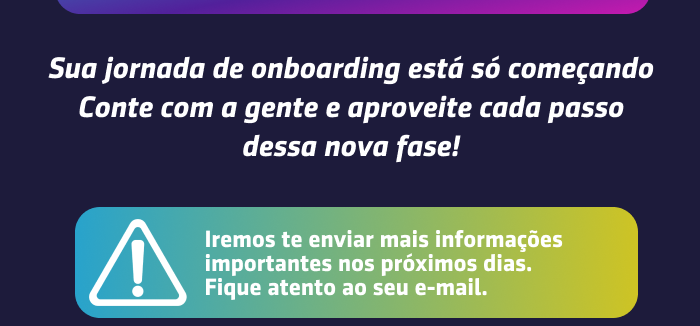 Sua jornada de onboarding está só começando
Conte com a gente e aproveite cada passo
dessa nova fase!
Iremos te enviar mais informações
importantes nos próximos dias.
Fique atento ao seu e-mail.